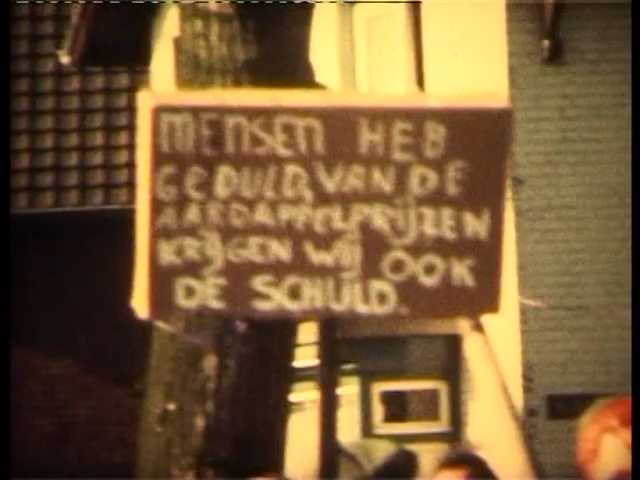 MENSEN HEB
GEDULD, VAN DE
AARDAPPELPRIJZEN
KRIJGEN WIJ OOK
DE SCHULD.